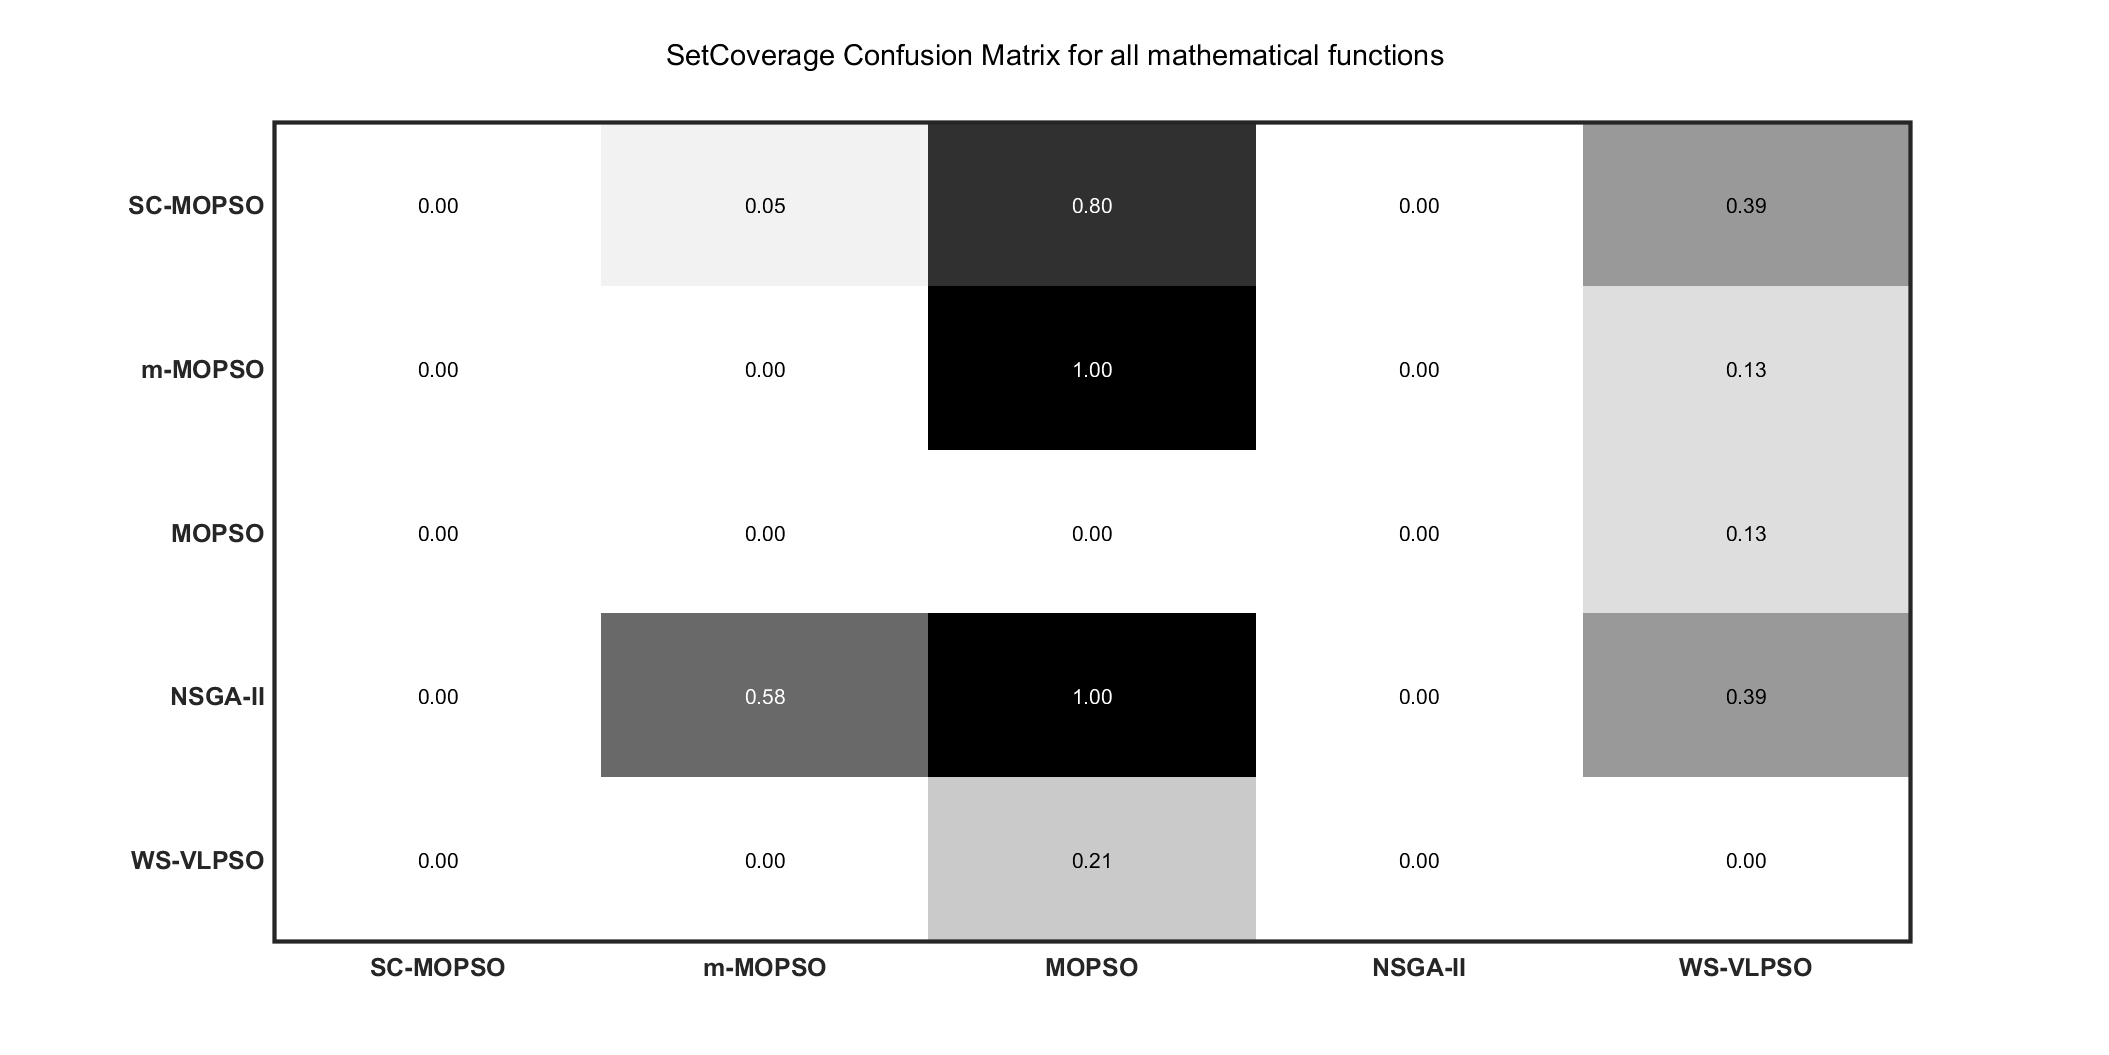 SetCoverage Confusion Matrix for all mathematical functions
SC-MOPSO 0.00 0.05 0.80 0.00 0.39
m-MOPSO 0.00 0.00 1.00 0.00 0.13
MOPSO 0.00 0.00 0.00 0.00 0.13
NSGA-II 0.00 0.58 1.00 0.00 0.39
WS-VLPSO 0.00 0.00 0.21 0.00 0.00
SC-MOPSO m-MOPSO MOPSO NSGA-II WS-VLPSO